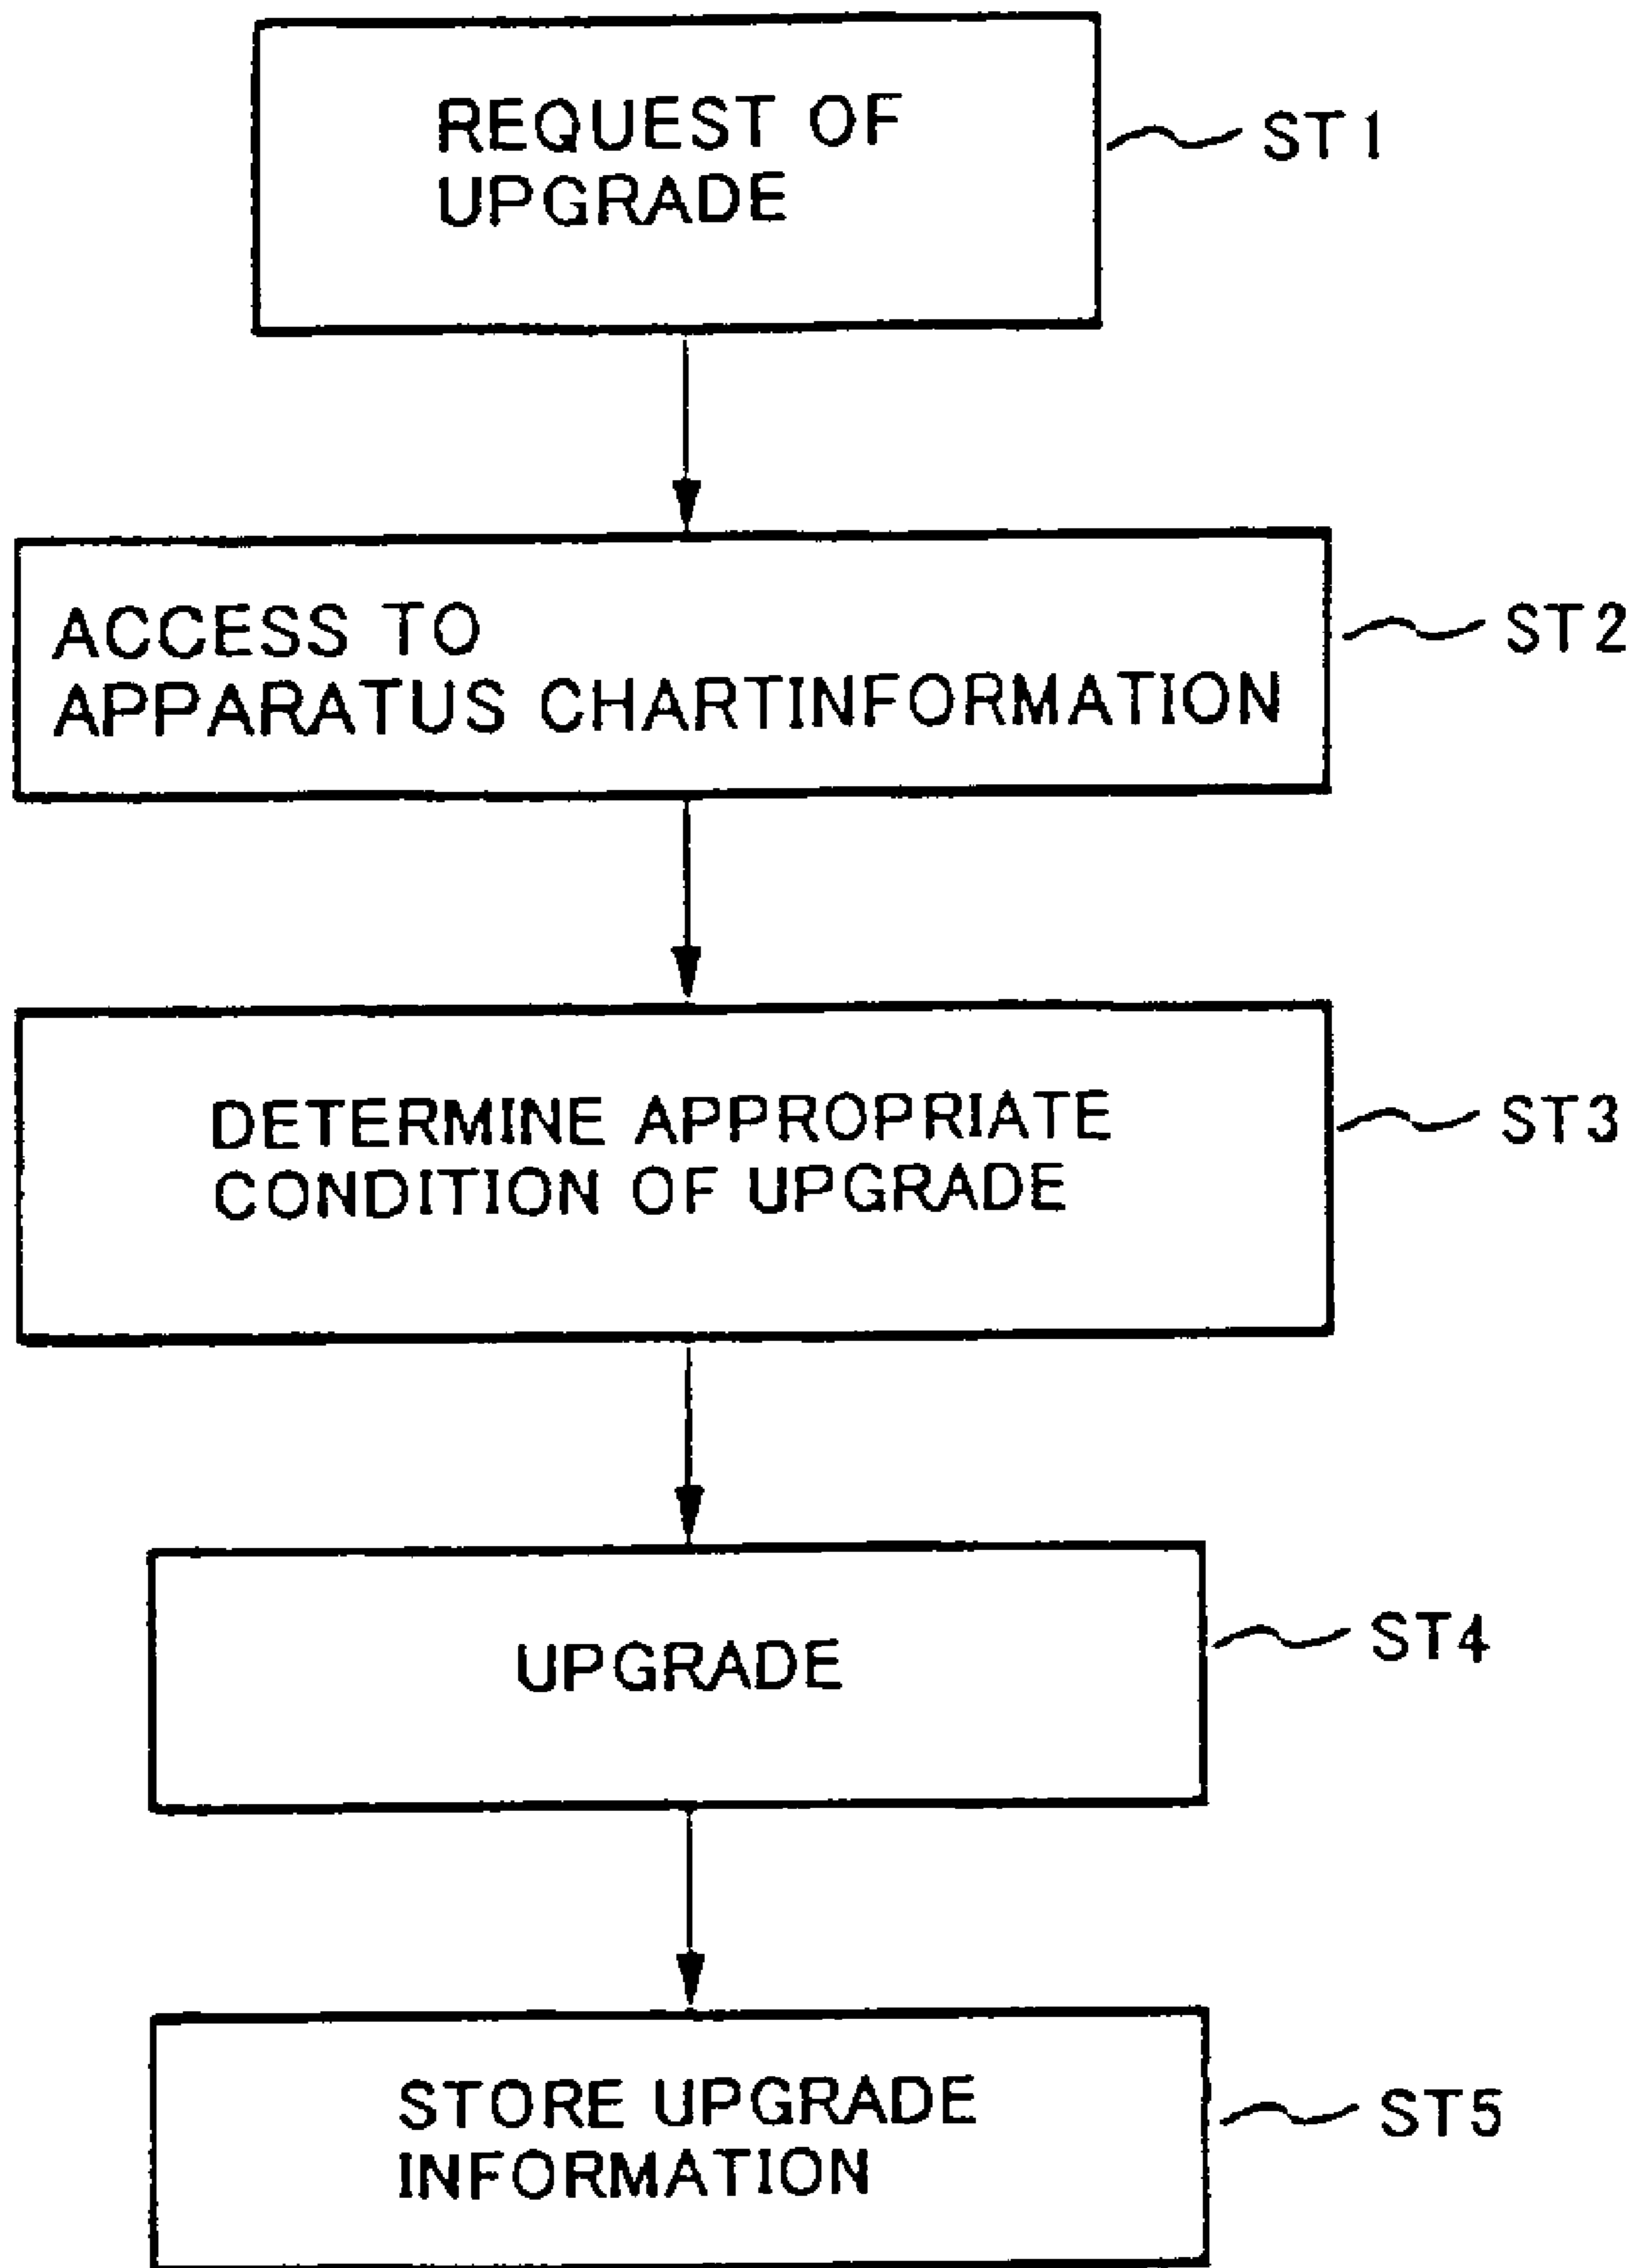 REQUEST OF
UPGRADE
ST1
ACCESS TO
APPARATUS CHARTINFORMATION
ST2
DETERMINE APPROPRIATE
CONDITION OF UPGRADE
ST3
UPGRADE
ST4
STORE UPGRADE
INFORMATION
ST5